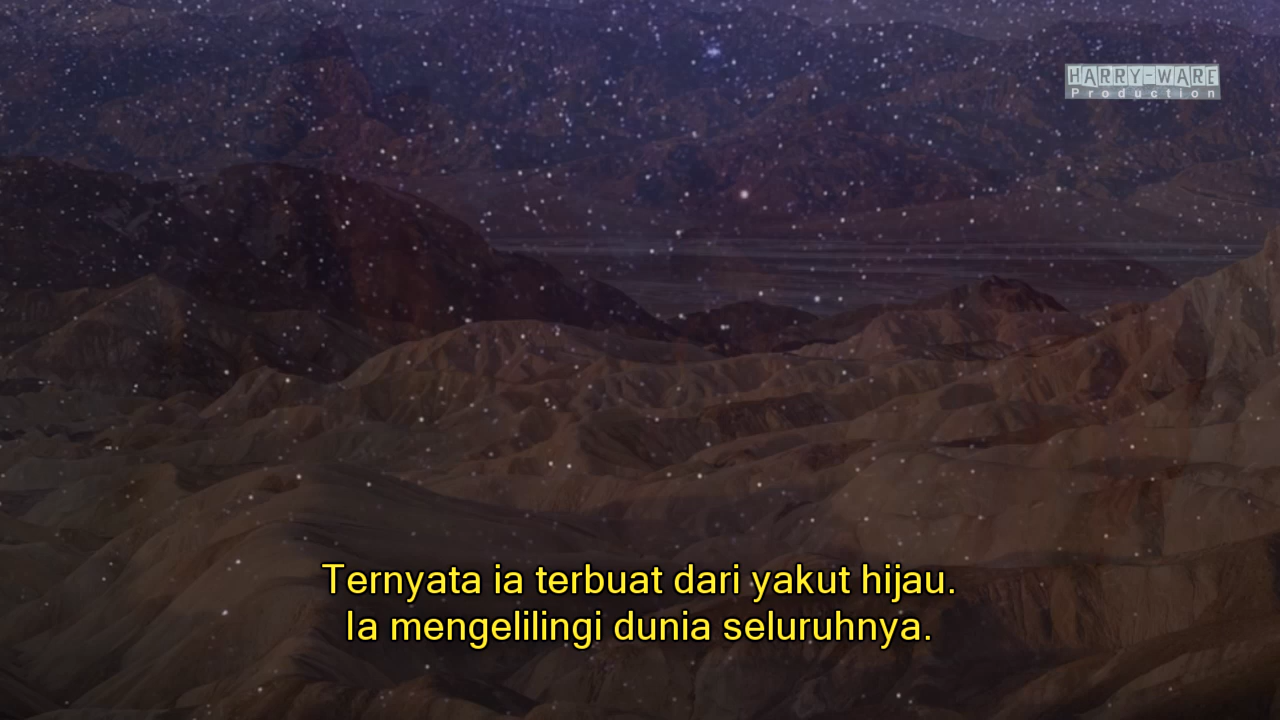 HARRY-WARE
Production
Ternyata ia terbuat dari yakut hijau.
Ia mengelilingi dunia seluruhnya.